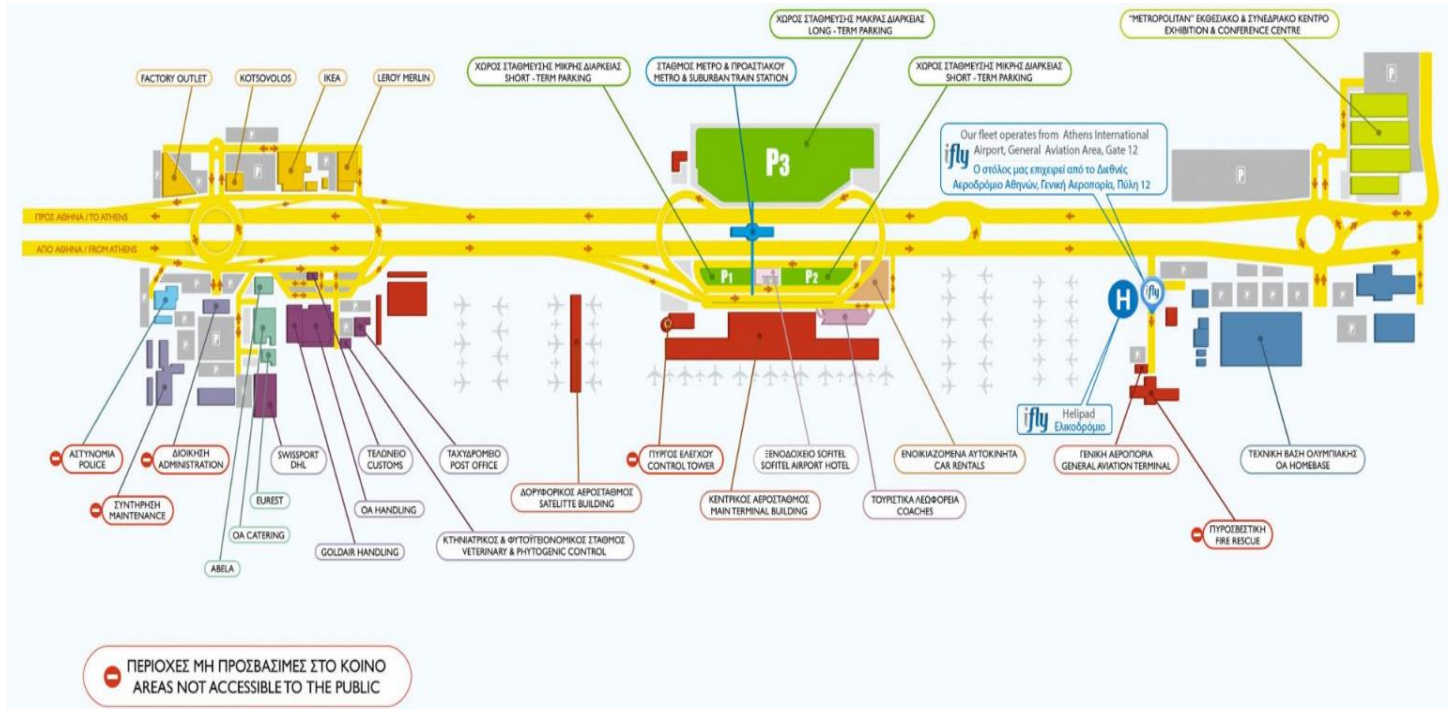 ΧΩΡΟΣ ΣΤΑΘΜΕΥΣΗΣ ΜΑΚΡΑΣ ΔΙΑΡΚΕΙΑΣ
LONG - TERM PARKING
"METROPOLITAN" ΕΚΘΕΣΙΑΚΟ & ΣΥΝΕΔΡΙΑΚΟ ΚΕΝΤΡΟ
EXHIBITION & CONFERENCE CENTRE
FACTORY OUTLET
KOTSOVOLOS
IKEA
LEROY MERLIN
ΧΩΡΟΣ ΣΤΑΘΜΕΥΣΗΣ ΜΙΚΡΗΣ ΔΙΑΡΚΕΙΑΣ
SHORT - TERM PARKING
ΣΤΑΘΜΟΣ ΜΕΤΡΟ & ΠΡΟΑΣΤΙΑΚΟΥ
METRO & SUBURBAN TRAIN STATION
ΧΩΡΟΣ ΣΤΑΘΜΕΥΣΗΣ ΜΙΚΡΗΣ ΔΙΑΡΚΕΙΑΣ
SHORT - TERM PARKING
ifly
Our fleet operates from Athens International
Airport, General Aviation Area, Gate 12
Ο στόλος μας επιχειρεί από το Διεθνές
Αεροδρόμιο Αθηνών, Γενική Αεροπορία, Πύλη 12
P3
P
P
ΠΡΟΣ ΑΘΗΝΑ / TO ATHENS
ΑΠΟ ΑΘΗΝΑ / FROM ATHENS
P1
P2
H
ifly
ifly
Helipad
Ελικοδρόμιο
ΑΣΤΥΝΟΜΙΑ
POLICE
ΔΙΟΙΚΗΣΗ
ADMINISTRATION
SWISSPORT
DHL
ΤΕΛΩΝΕΙΟ
CUSTOMS
ΤΑΧΥΔΡΟΜΕΙΟ
POST OFFICE
ΔΟΡΥΦΟΡΙΚΟΣ ΑΕΡΟΣΤΑΘΜΟΣ
SATELITTE BUILDING
ΠΥΡΓΟΣ ΕΛΕΓΧΟΥ
CONTROL TOWER
ΚΕΝΤΡΙΚΟΣ ΑΕΡΟΣΤΑΘΜΟΣ
MAIN TERMINAL BUILDING
ΞΕΝΟΔΟΧΕΙΟ SOFITEL
SOFITEL AIRPORT HOTEL
ΤΟΥΡΙΣΤΙΚΑ ΛΕΩΦΟΡΕΙΑ
COACHES
ΕΝΟΙΚΙΑΖΟΜΕΝΑ ΑΥΤΟΚΙΝΗΤΑ
CAR RENTALS
ΓΕΝΙΚΗ ΑΕΡΟΠΟΡΙΑ
GENERAL AVIATION TERMINAL
ΤΕΧΝΙΚΗ ΒΑΣΗ ΟΛΥΜΠΙΑΚΗΣ
OA HOMEBASE
ΣΥΝΤΗΡΗΣΗ
MAINTENANCE
EUREST
OA HANDLING
OA CATERING
GOLDAIR HANDLING
ΚΤΗΝΙΑΤΡΙΚΟΣ & ΦΥΤΟΫΓΕΙΟΝΟΜΙΚΟΣ ΣΤΑΘΜΟΣ
VETERINARY & PHYTOGENIC CONTROL
ΠΥΡΟΣΒΕΣΤΙΚΗ
FIRE RESCUE
ABELA
ΠΕΡΙΟΧΕΣ ΜΗ ΠΡΟΣΒΑΣΙΜΕΣ ΣΤΟ ΚΟΙΝΟ
AREAS NOT ACCESSIBLE TO THE PUBLIC